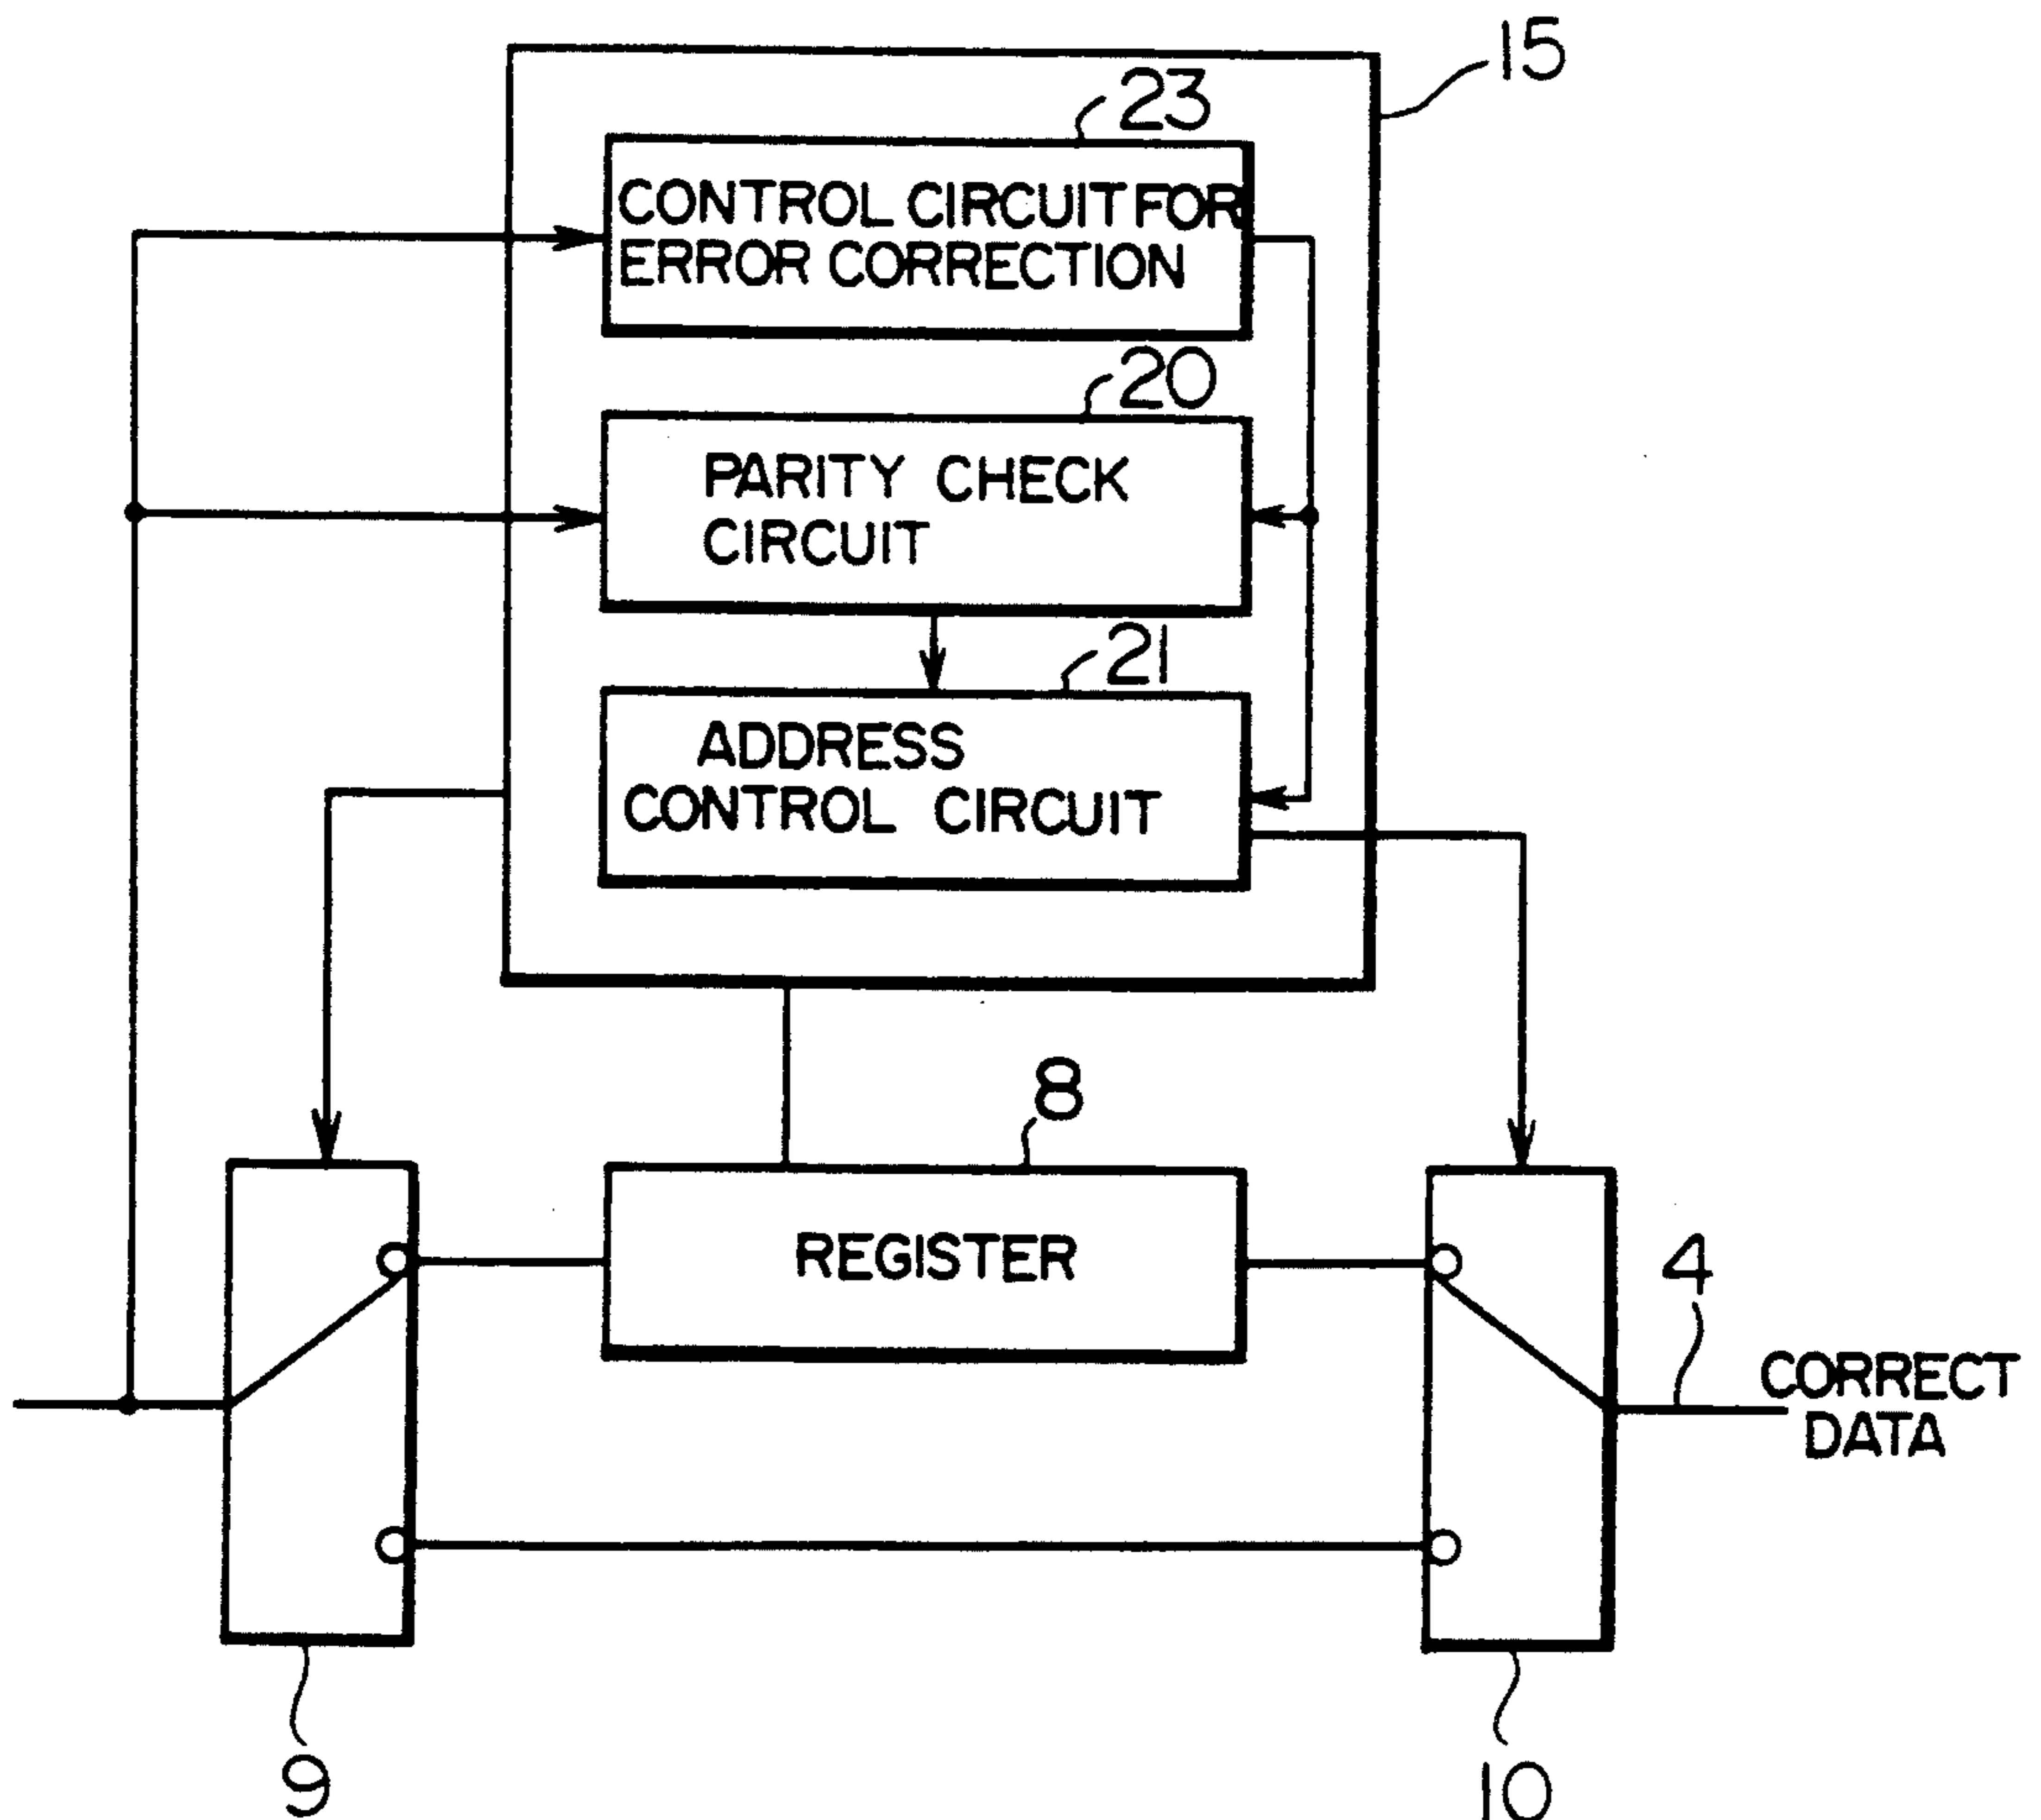 15
23
CONTROL CIRCUIT FOR
ERROR CORRECTION
20
PARITY CHECK
CIRCUIT
21
ADDRESS
CONTROL CIRCUIT
8
REGISTER
4
CORRECT
DATA
9
10